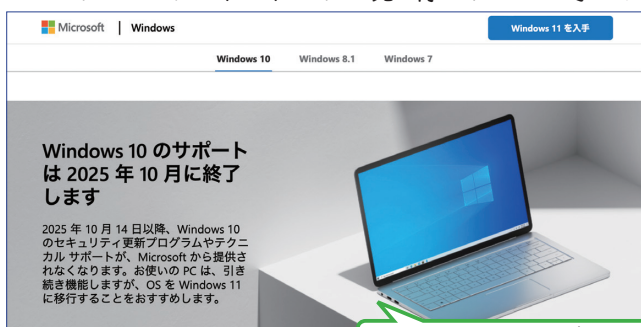 Microsoft | Windows
Windows 11 を入手
Windows 10 Windows 8.1 Windows 7
Windows 10 のサポート
は 2025 年 10 月に終了
します
2025 年 10 月 14 日以降、Windows 10
のセキュリティ更新プログラムやテクニ
カル サポートが、Microsoft から提供さ
れなくなります。お使いの PC は、引き
続き機能しますが、OS を Windows 11
に移行することをおすすめします。